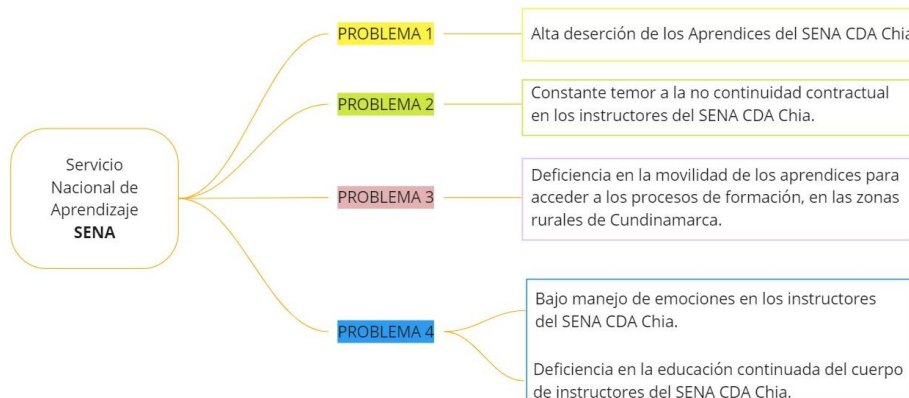 Servicio
Nacional de
Aprendizaje
SENA
PROBLEMA 1
Alta deserción de los Aprendices del SENA CDA Chia
PROBLEMA 2
Constante temor a la no continuidad contractual
en los instructores del SENA CDA Chia.
PROBLEMA 3
Deficiencia en la movilidad de los aprendices para
acceder a los procesos de formación, en las zonas
rurales de Cundinamarca.
PROBLEMA 4
Bajo manejo de emociones en los instructores
del SENA CDA Chia.
Deficiencia en la educación continuada del cuerpo
de instructores del SENA CDA Chia.